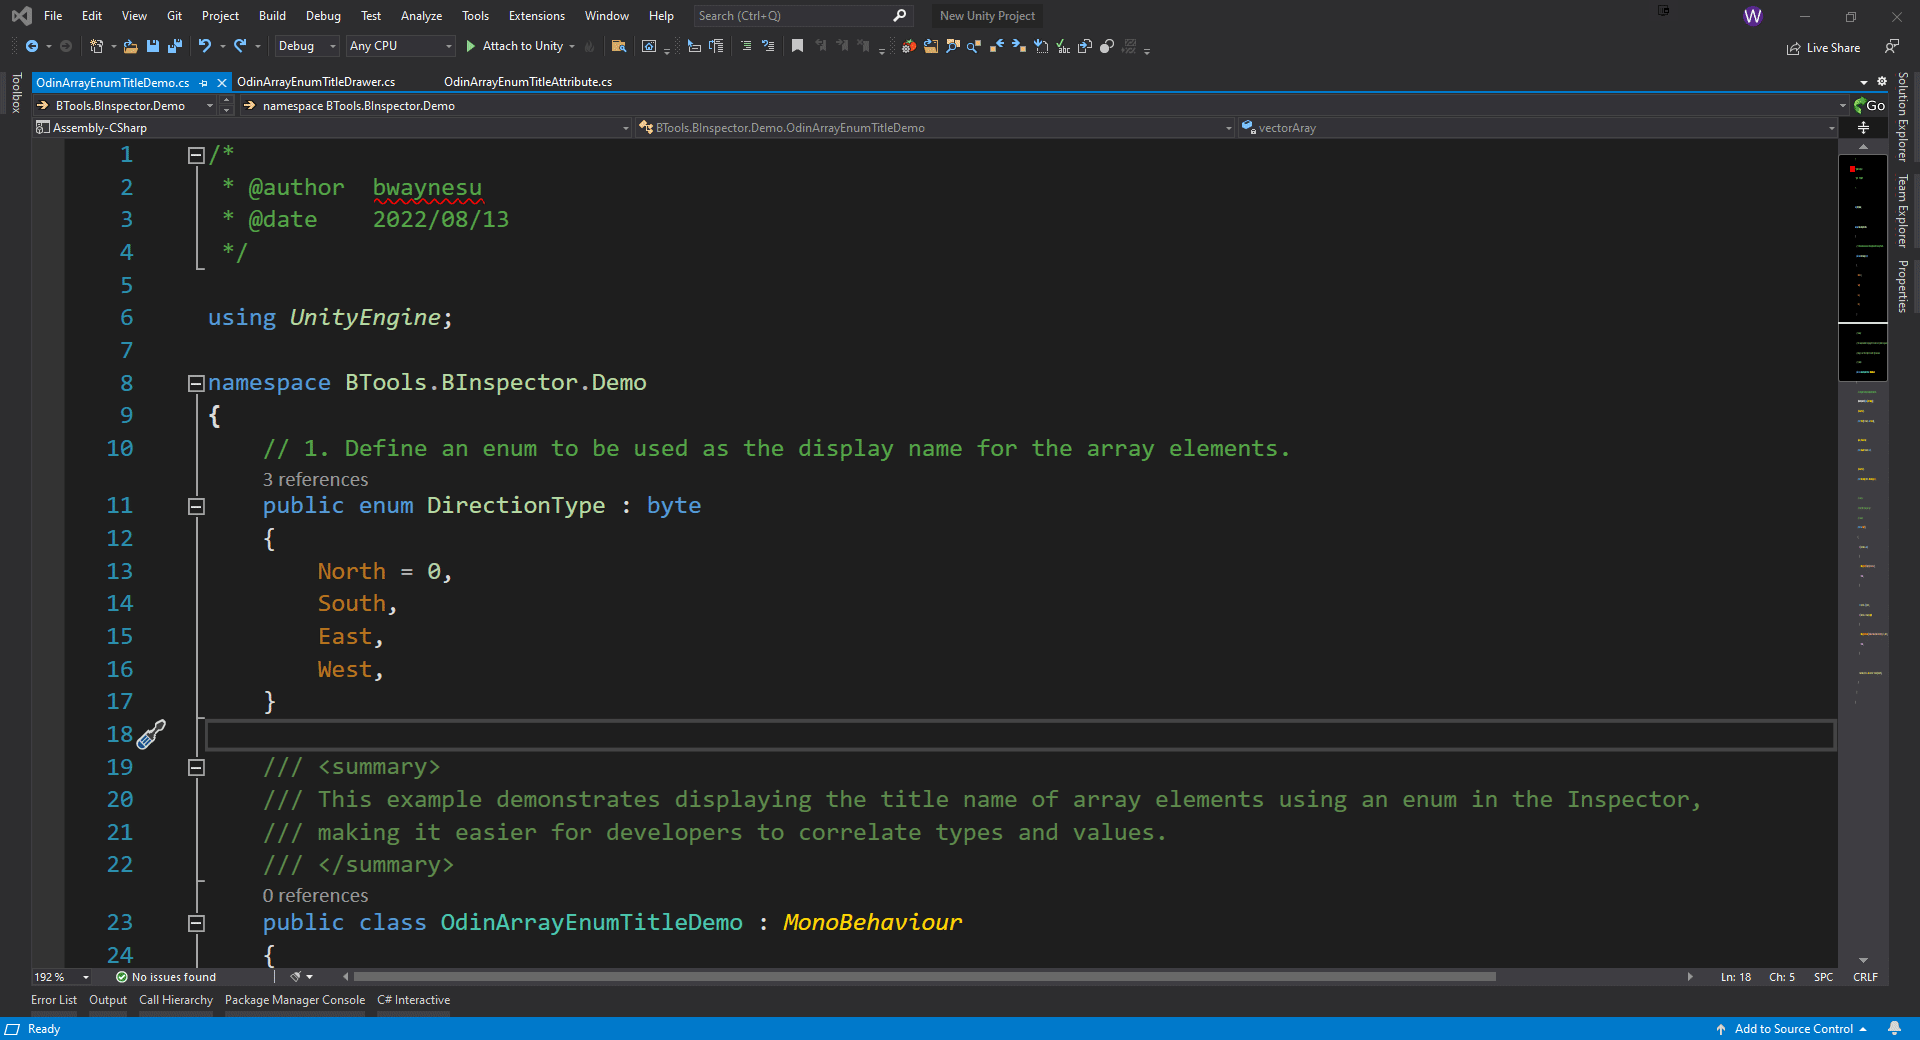 File Edit View Git Project Build Debug Test Analyze Tools Extensions Window Help Search (Ctrl+Q) New Unity Project W
Debug Any CPU Attach to Unity Live Share
OdinArrayEnumTitleDemo.cs OdinArrayEnumTitleDrawer.cs OdinArrayEnumTitleAttribute.cs
BTools.BInspector.Demo namespace BTools.BInspector.Demo Go
Assembly-CSharp BTools.BInspector.Demo.OdinArrayEnumTitleDemo vectorAray
Toolbox
Solution Explorer
Team Explorer
Properties
1 /*
2 * @author bwaynesu
3 * @date 2022/08/13
4 */
5
6 using UnityEngine;
7
8 namespace BTools.BInspector.Demo
9 {
10 // 1. Define an enum to be used as the display name for the array elements.
3 references
11 public enum DirectionType : byte
12 {
13 North = 0,
14 South,
15 East,
16 West,
17 }
18
19 /// <summary>
20 /// This example demonstrates displaying the title name of array elements using an enum in the Inspector,
21 /// making it easier for developers to correlate types and values.
22 /// </summary>
0 references
23 public class OdinArrayEnumTitleDemo : MonoBehaviour
24 {
192 % No issues found Ln: 18 Ch: 5 SPC CRLF
Error List Output Call Hierarchy Package Manager Console C# Interactive
Ready Add to Source Control